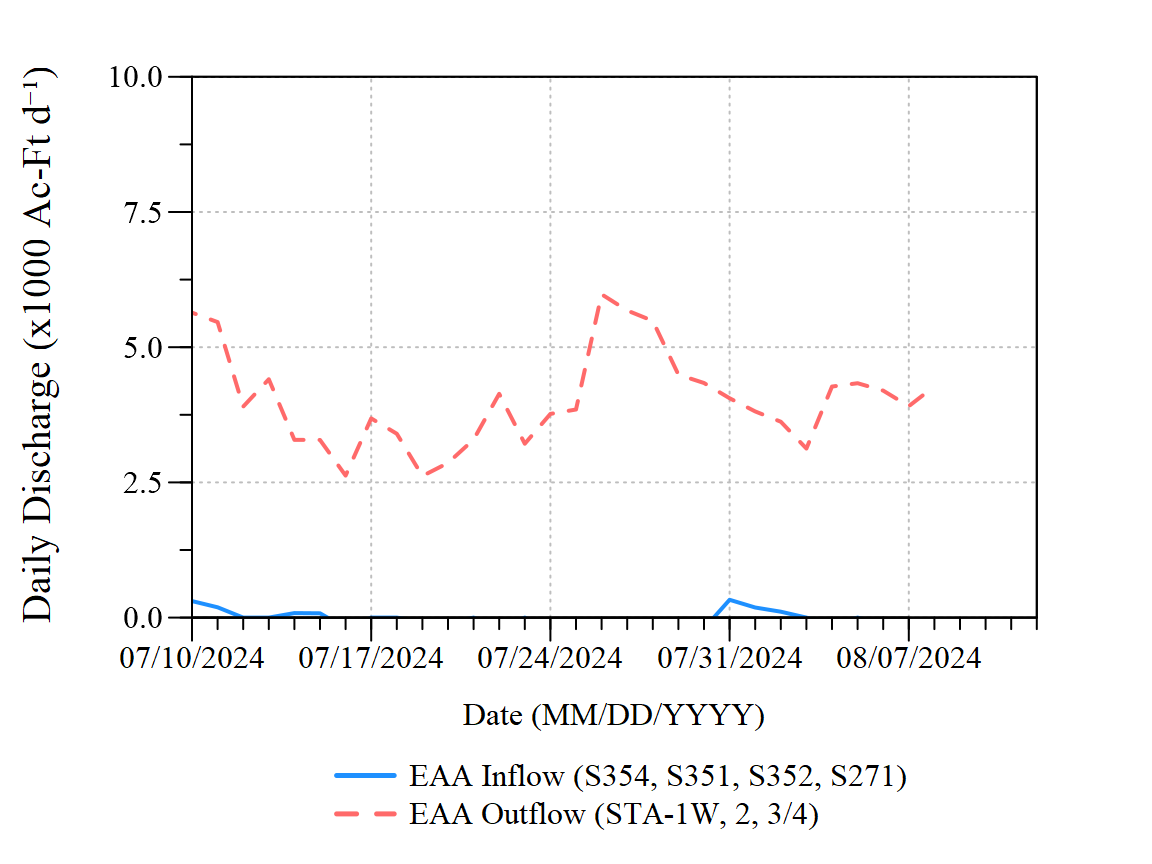 Daily Discharge (x1000 Ac-Ft d⁻¹)
10.0
7.5
5.0
2.5
0.0
07/10/2024 07/17/2024 07/24/2024 07/31/2024 08/07/2024
Date (MM/DD/YYYY)
EAA Inflow (S354, S351, S352, S271)
EAA Outflow (STA-1W, 2, 3/4)